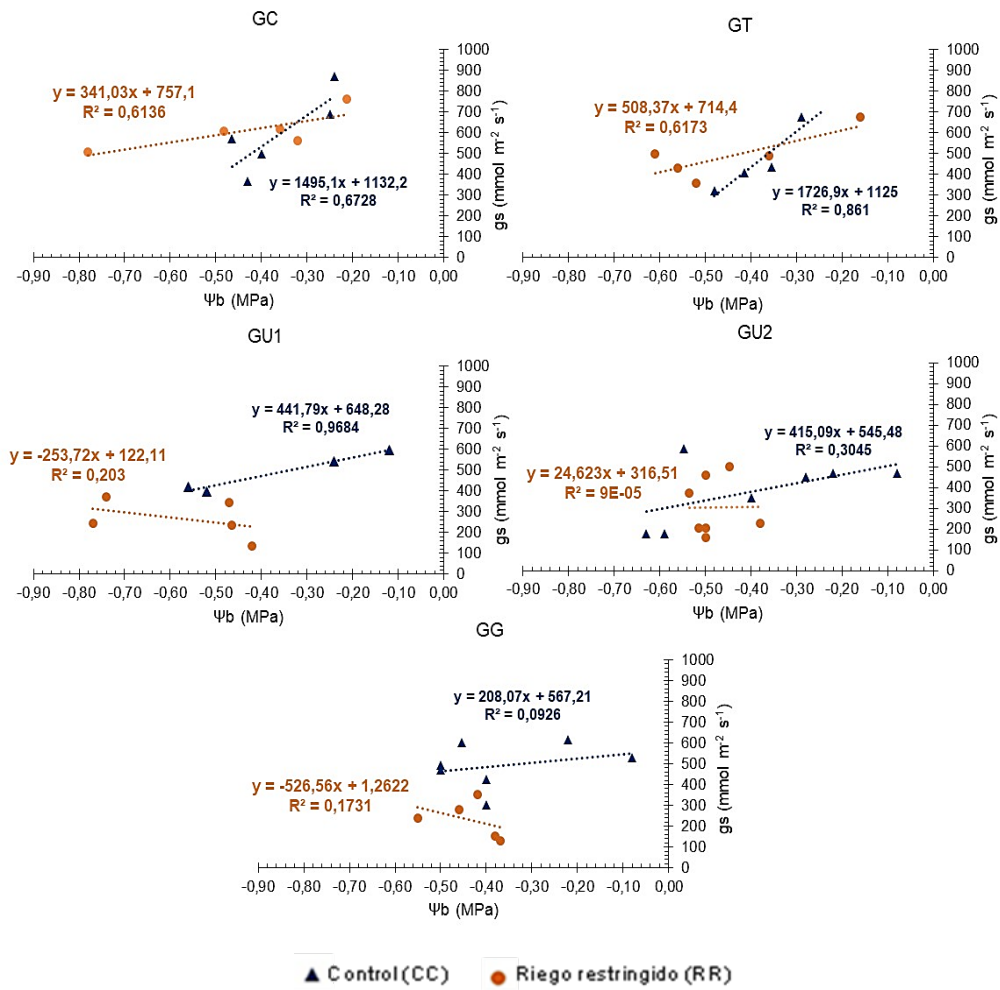 GC
y = 341,03x + 757,1
R² = 0,6136
y = 1495,1x + 1132,2
R² = 0,6728
1000
900
800
700
600
500
400
300
200
100
0
gs (mmol m⁻² s⁻¹)
-0,90 -0,80 -0,70 -0,60 -0,50 -0,40 -0,30 -0,20 -0,10 0,00
Ψb (MPa)
GT
y = 508,37x + 714,4
R² = 0,6173
y = 1726,9x + 1125
R² = 0,861
1000
900
800
700
600
500
400
300
200
100
0
gs (mmol m⁻² s⁻¹)
-0,90 -0,80 -0,70 -0,60 -0,50 -0,40 -0,30 -0,20 -0,10 0,00
Ψb (MPa)
GU1
y = 441,79x + 648,28
R² = 0,9684
y = -253,72x + 122,11
R² = 0,203
1000
900
800
700
600
500
400
300
200
100
0
gs (mmol m⁻² s⁻¹)
-0,90 -0,80 -0,70 -0,60 -0,50 -0,40 -0,30 -0,20 -0,10 0,00
Ψb (MPa)
GU2
y = 415,09x + 545,48
R² = 0,3045
y = 24,623x + 316,51
R² = 9E-05
1000
900
800
700
600
500
400
300
200
100
0
gs (mmol m⁻² s⁻¹)
-0,90 -0,80 -0,70 -0,60 -0,50 -0,40 -0,30 -0,20 -0,10 0,00
Ψb (MPa)
GG
y = 208,07x + 567,21
R² = 0,0926
y = -526,56x + 1,2622
R² = 0,1731
1000
900
800
700
600
500
400
300
200
100
0
gs (mmol m⁻² s⁻¹)
-0,90 -0,80 -0,70 -0,60 -0,50 -0,40 -0,30 -0,20 -0,10 0,00
Ψb (MPa)
Control (CC) Riego restringido (RR)